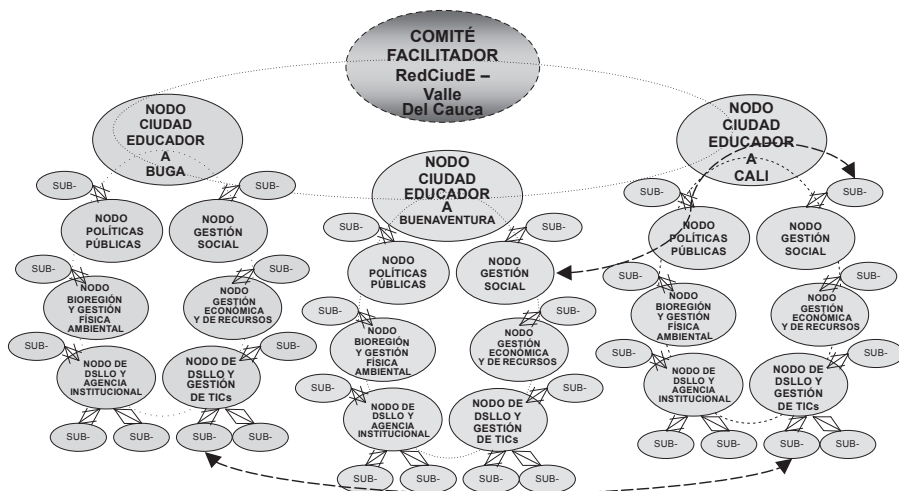 COMITÉ
FACILITADOR
RedCiudE –
Valle
Del Cauca
NODO
CIUDAD
EDUCADOR
A
BUGA
SUB-
SUB-
NODO
POLÍTICAS
PÚBLICAS
NODO
GESTIÓN
SOCIAL
SUB-
SUB-
NODO
BIOREGIÓN
Y GESTIÓN
FÍSICA
AMBIENTAL
NODO
GESTIÓN
ECONÓMICA
Y DE RECURSOS
SUB-
SUB-
NODO DE
DSLLO Y
AGENCIA
INSTITUCIONAL
NODO DE
DSLLO Y
GESTIÓN
DE TICs
SUB-
SUB-
SUB-
SUB-
NODO
CIUDAD
EDUCADOR
A
BUENAVENTURA
SUB-
SUB-
NODO
POLÍTICAS
PÚBLICAS
NODO
GESTIÓN
SOCIAL
SUB-
SUB-
NODO
BIOREGIÓN
Y GESTIÓN
FÍSICA
AMBIENTAL
NODO
GESTIÓN
ECONÓMICA
Y DE RECURSOS
SUB-
SUB-
NODO DE
DSLLO Y
AGENCIA
INSTITUCIONAL
NODO DE
DSLLO Y
GESTIÓN
DE TICs
SUB-
SUB-
SUB-
SUB-
NODO
CIUDAD
EDUCADOR
A
CALI
SUB-
SUB-
NODO
POLÍTICAS
PÚBLICAS
NODO
GESTIÓN
SOCIAL
SUB-
SUB-
NODO
BIOREGIÓN
Y GESTIÓN
FÍSICA
AMBIENTAL
NODO
GESTIÓN
ECONÓMICA
Y DE RECURSOS
SUB-
SUB-
NODO DE
DSLLO Y
AGENCIA
INSTITUCIONAL
NODO DE
DSLLO Y
GESTIÓN
DE TICs
SUB-
SUB-
SUB-
SUB-